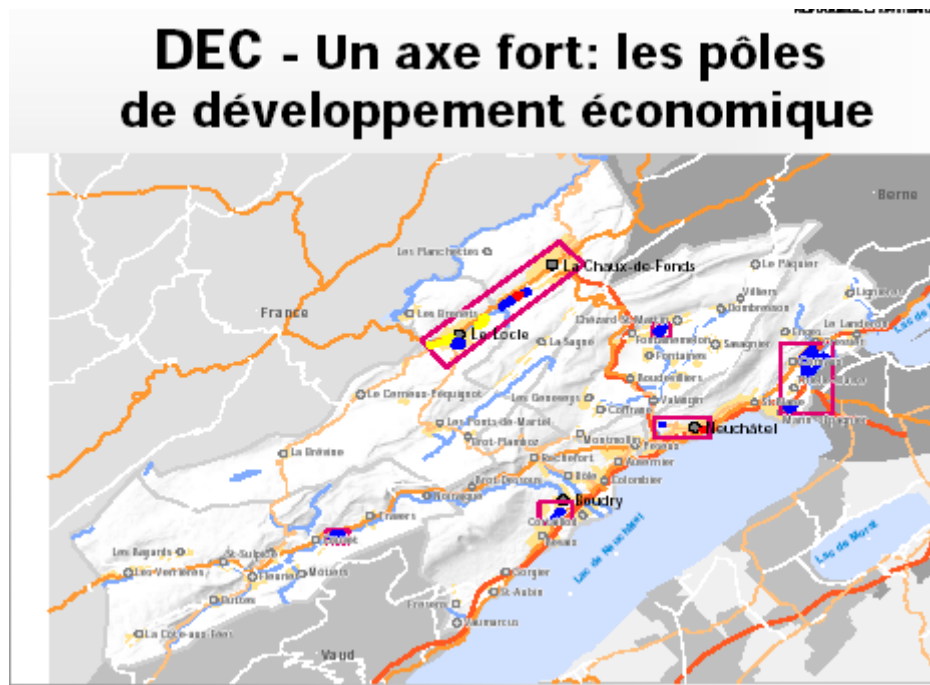 DEC - Un axe fort: les pôles
de développement économique
Berne
Les Planchettes
Le Pâquier
La Chaux-de-Fonds
Villiers
Lignières
Dombresson
France
Les Brenets
Chézard St-Martin
Le Landeron
Le Locle
Fontainemelon
Savagnier
La Sagne
Fontaines
Boudevilliers
Le Cerneux-Péquignot
Les Geneveys
Valangin
Coffrane
Les Ponts-de-Martel
Neuchâtel
Brot-Plamboz
Montmollin
Peseux
La Brévine
Rochefort
Auvernier
Brot-Dessous
Bôle
Colombier
Noiraigue
Boudry
Travers
Cortaillod
Lac de Neuchâtel
Lac de Morat
Couvet
Les Bayards
St-Sulpice
Bevaix
Les Verrières
Fleurier
Môtiers
Gorgier
St-Aubin
Buttes
Fresens
Vaumarcus
La Côte-aux-Fées
Vaud